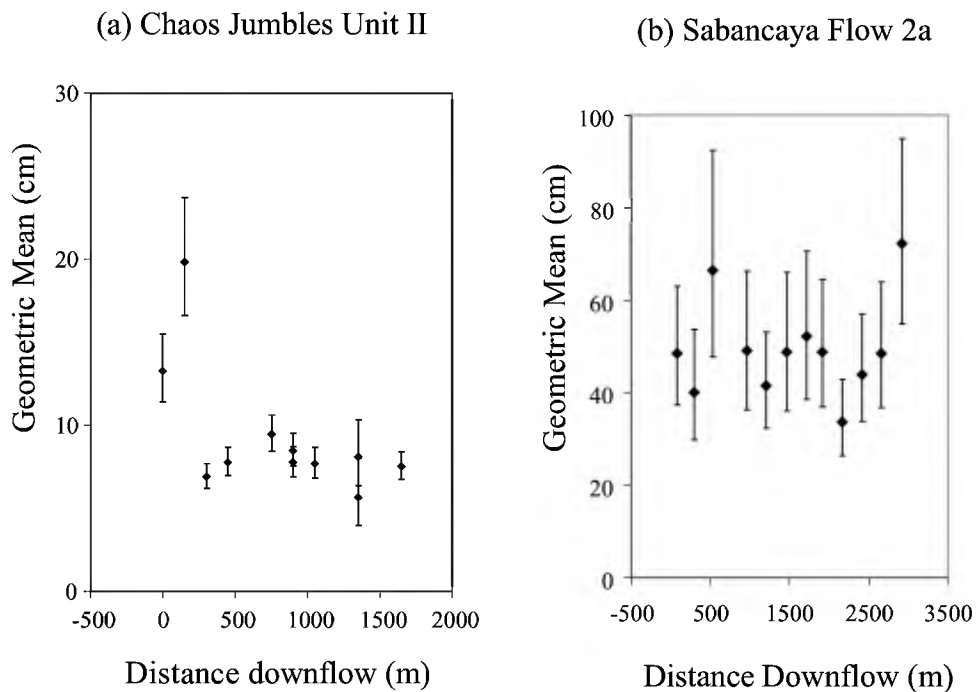 (a) Chaos Jumbles Unit II
Geometric Mean (cm)
30
20
10
0
-500 0 500 1000 1500 2000
Distance downflow (m)
(b) Sabancaya Flow 2a
Geometric Mean (cm)
100
80
60
40
20
0
-500 500 1500 2500 3500
Distance Downflow (m)